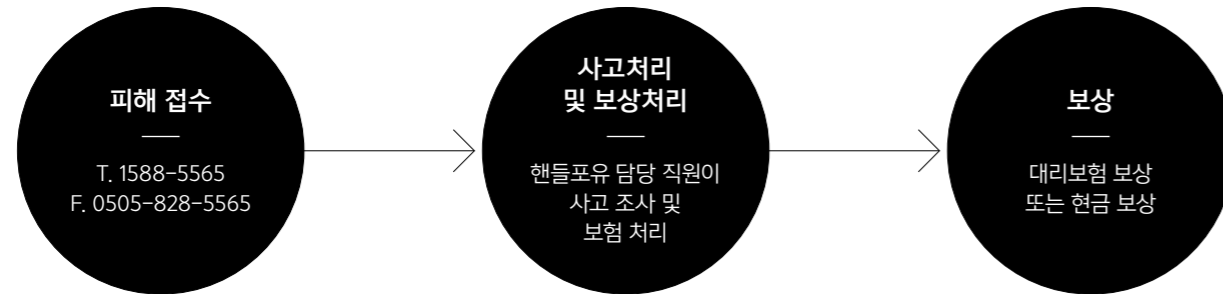 피해 접수
T. 1588-5565
F. 0505-828-5565
사고처리
및 보상처리
핸들포유 담당 직원이
사고 조사 및
보험 처리
보상
대리보험 보상
또는 현금 보상